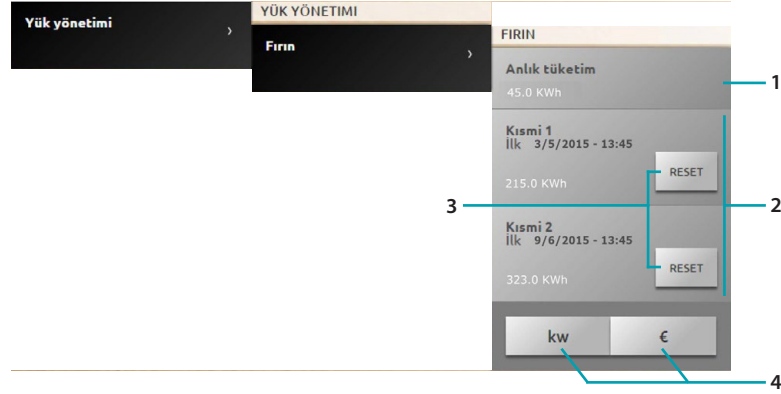 Yük yönetimi
›
YÜK YÖNETIMI
Fırın
›
FIRIN
Anlık tüketim
45.0 KWh
1
Kısmi 1
İlk 3/5/2015 - 13:45
RESET
215.0 KWh
3
2
Kısmi 2
İlk 9/6/2015 - 13:45
RESET
323.0 KWh
kw
€
4